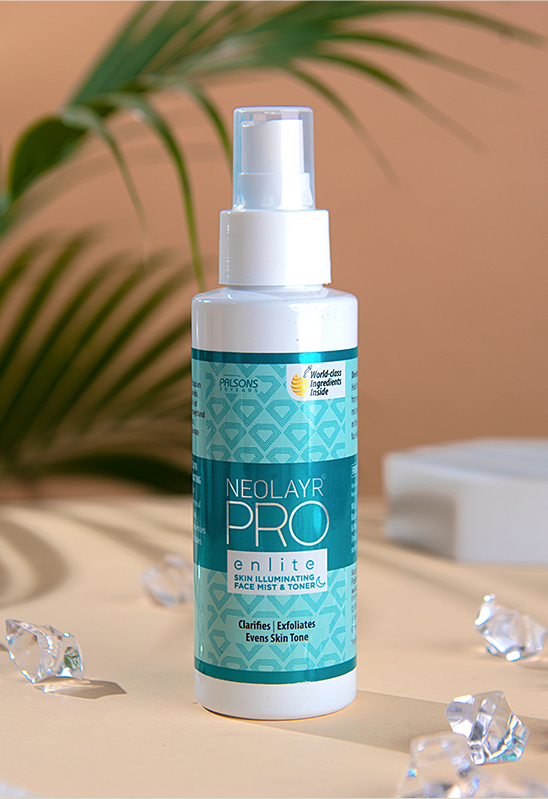 PALSONS
World-class
Ingredients
Inside
NEOLAYR®
PRO
enlite
SKIN ILLUMINATING
FACE MIST & TONER
Clarifies | Exfoliates
Evens Skin Tone